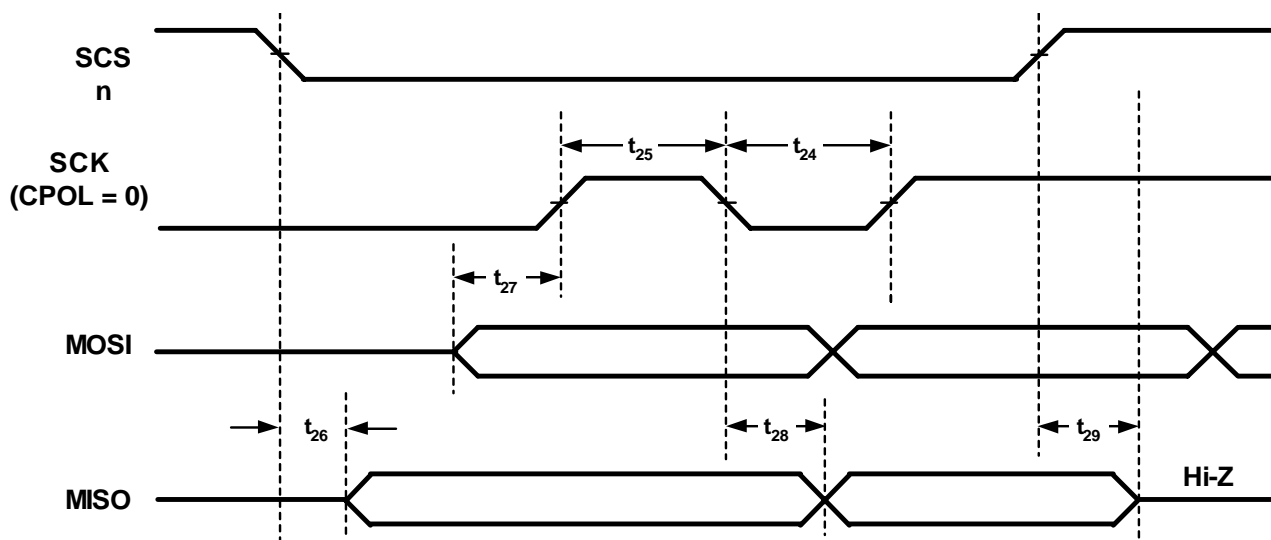 SCS
n
t25
t24
SCK
(CPOL = 0)
t27
MOSI
t26
t28
t29
Hi-Z
MISO